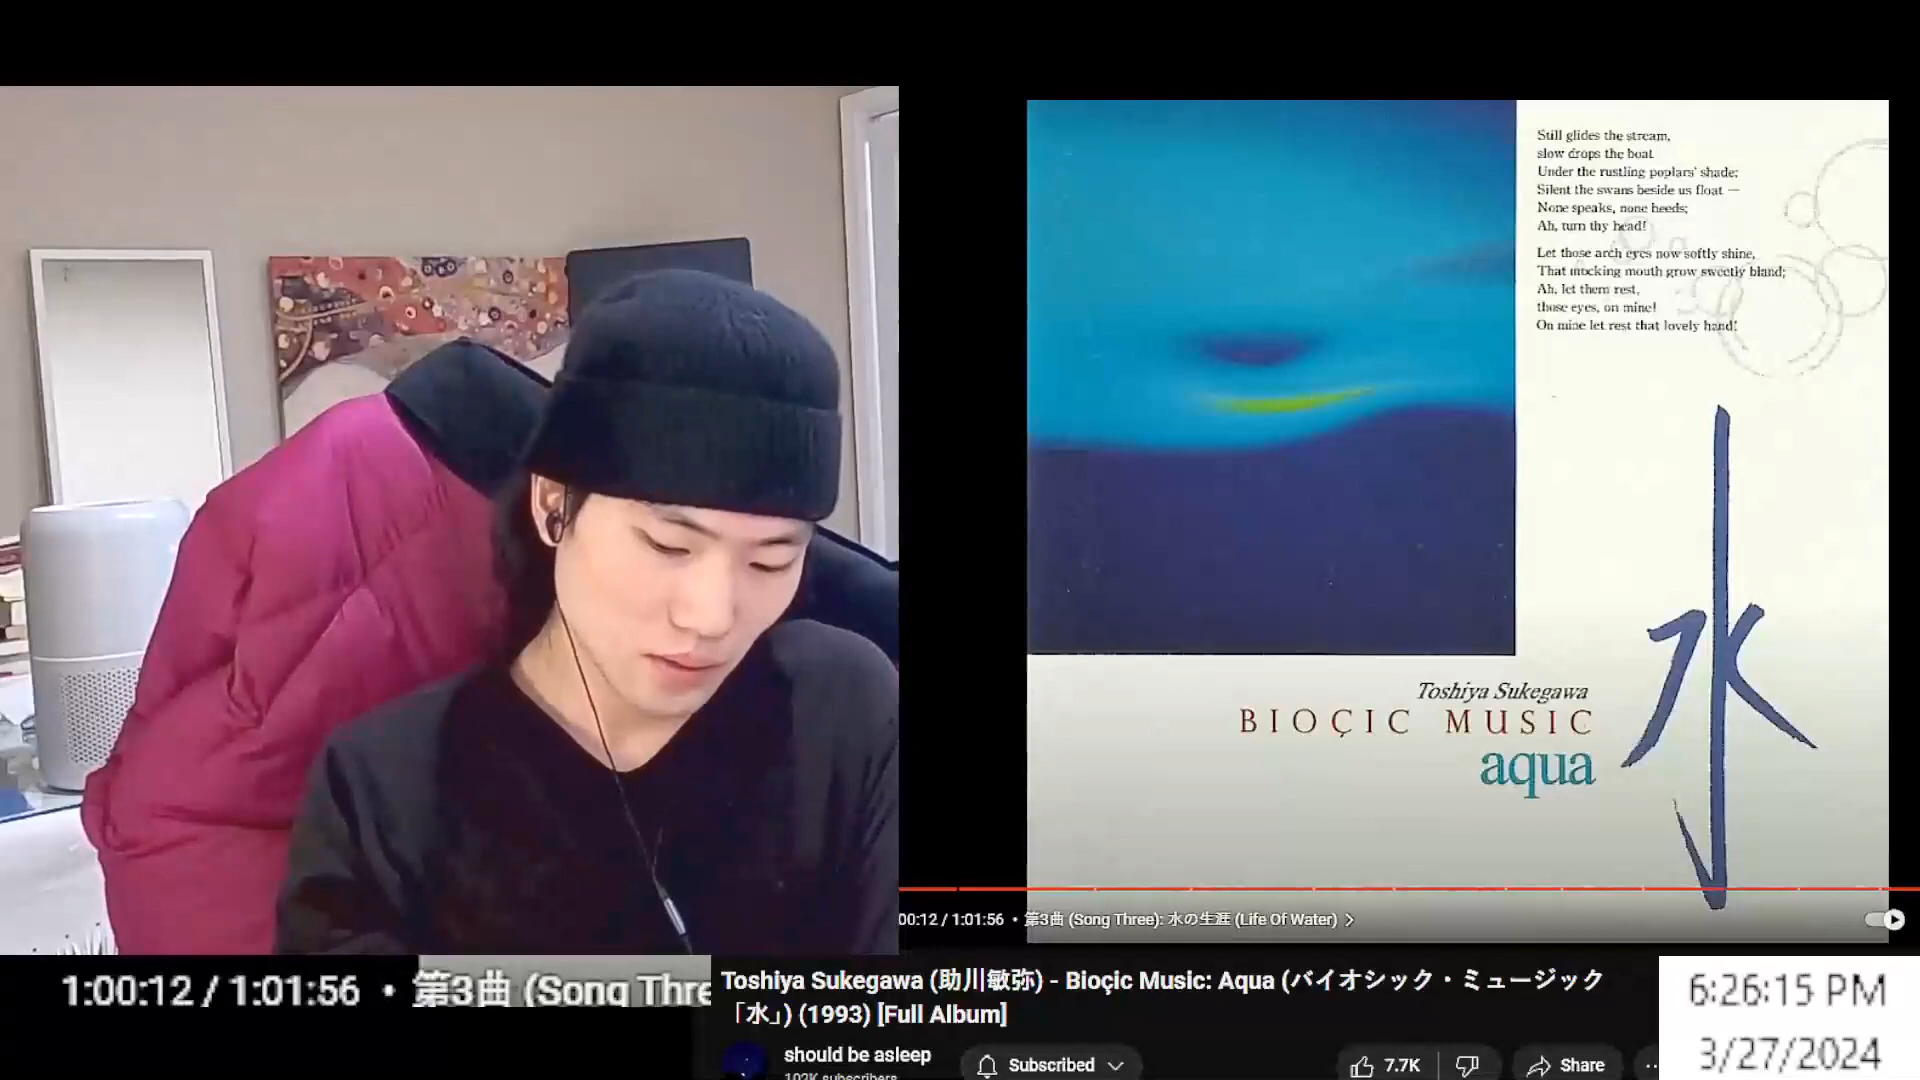 Still glides the stream,
slow drops the boat
Under the rustling poplars' shade;
Silent the swans beside us float —
None speaks, none heeds;
Ah, turn thy head!
Let those arch eyes now softly shine,
That mocking mouth grow sweetly bland;
Ah, let them rest,
those eyes, on mine!
On mine let rest that lovely hand!
水
Toshiya Sukegawa
BIOÇIC MUSIC
aqua
00:12 / 1:01:56 • 第3曲 (Song Three): 水の生涯 (Life Of Water)
1:00:12 / 1:01:56 • 第3曲 (Song Thre
Toshiya Sukegawa (助川敏弥) - Bioçic Music: Aqua (バイオシック・ミュージック
「水」) (1993) [Full Album]
should be asleep
102K subscribers
Subscribed
7.7K
Share
6:26:15 PM
3/27/2024